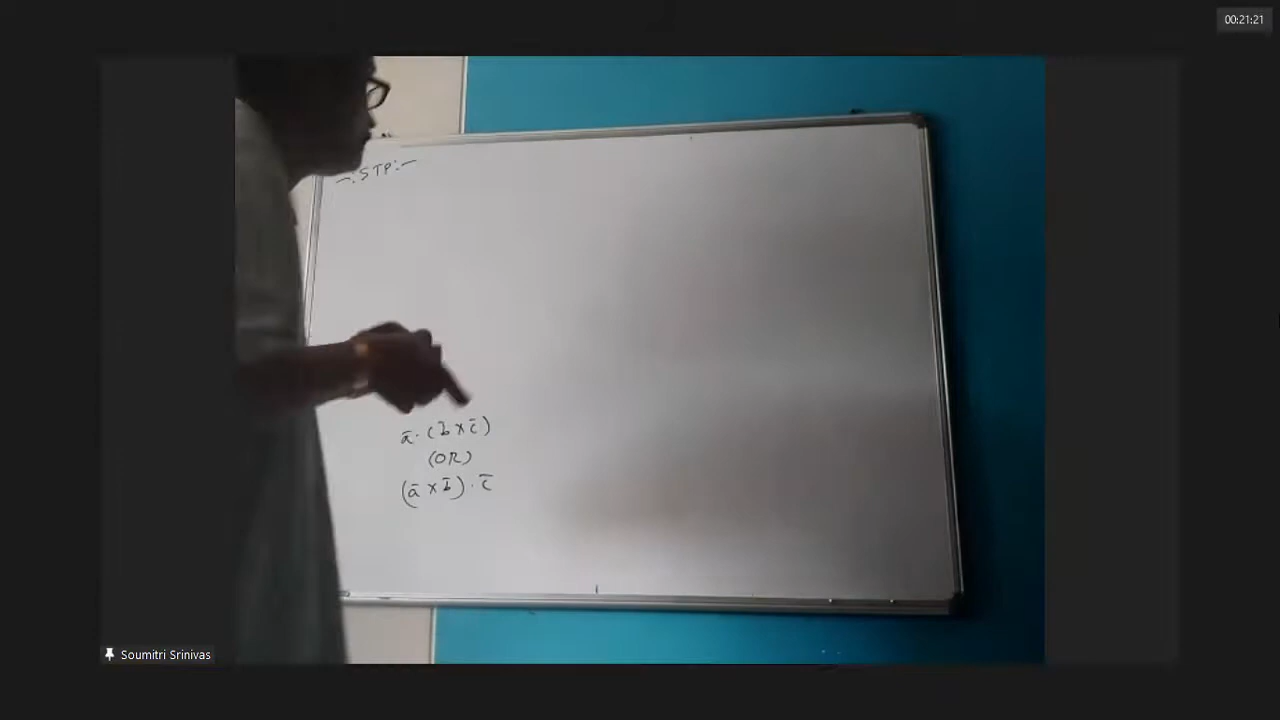 00:21:21
-:STP:-
ā·(b̄×c̄)
(OR)
(ā×b̄)·c̄
Soumitri Srinivas